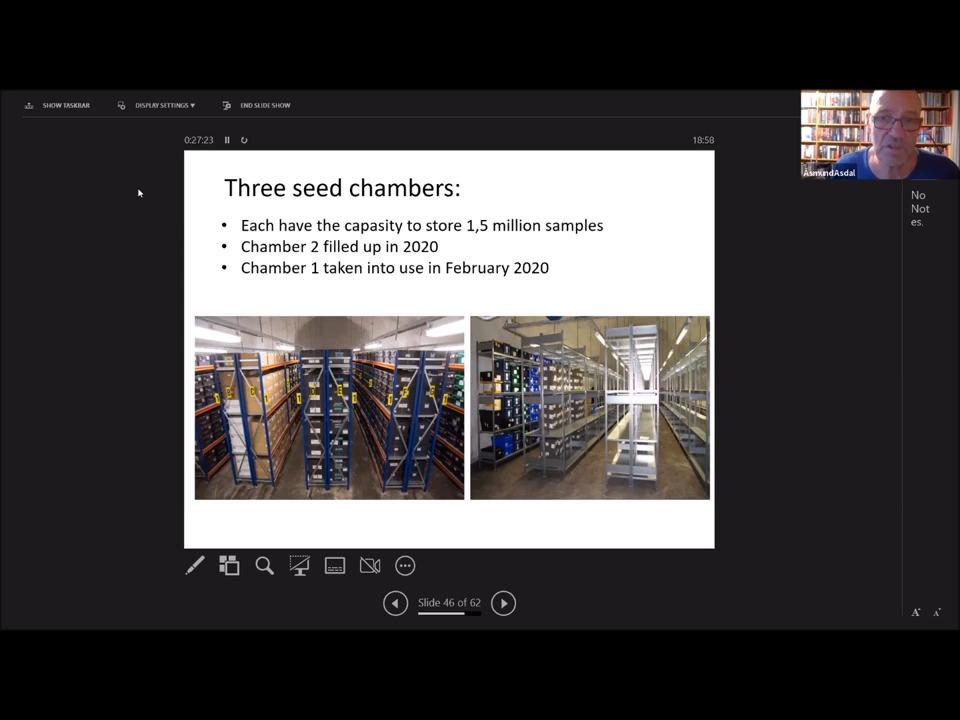 SHOW TASKBAR
DISPLAY SETTINGS ▼
END SLIDE SHOW
0:27:23
18:58
ÅsmundAsdal
No
Not
es.
Three seed chambers:
• Each have the capasity to store 1,5 million samples
• Chamber 2 filled up in 2020
• Chamber 1 taken into use in February 2020
Slide 46 of 62
A
A